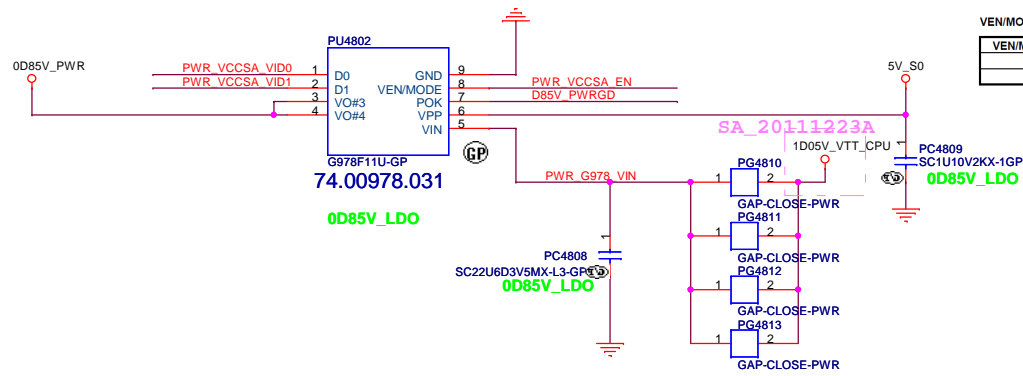 VEN/MO
VEN/M
PU4802
0D85V_PWR
5V_S0
PWR_VCCSA_VID0
PWR_VCCSA_VID1
1 D0
2 D1
3 VO#3
4 VO#4
GND 9
VEN/MODE 8
POK 7
VPP 6
VIN 5
PWR_VCCSA_EN
D85V_PWRGD
SA_20111223A
1D05V_VTT_CPU
1
PC4809
SC1U10V2KX-1GP
0D85V_LDO
G978F11U-GP
GP
74.00978.031
0D85V_LDO
PWR_G978_VIN
PG4810
1 2
GAP-CLOSE-PWR
PG4811
1 2
GAP-CLOSE-PWR
PG4812
1 2
GAP-CLOSE-PWR
PG4813
1 2
GAP-CLOSE-PWR
1
PC4808
SC22U6D3V5MX-L3-GP
0D85V_LDO